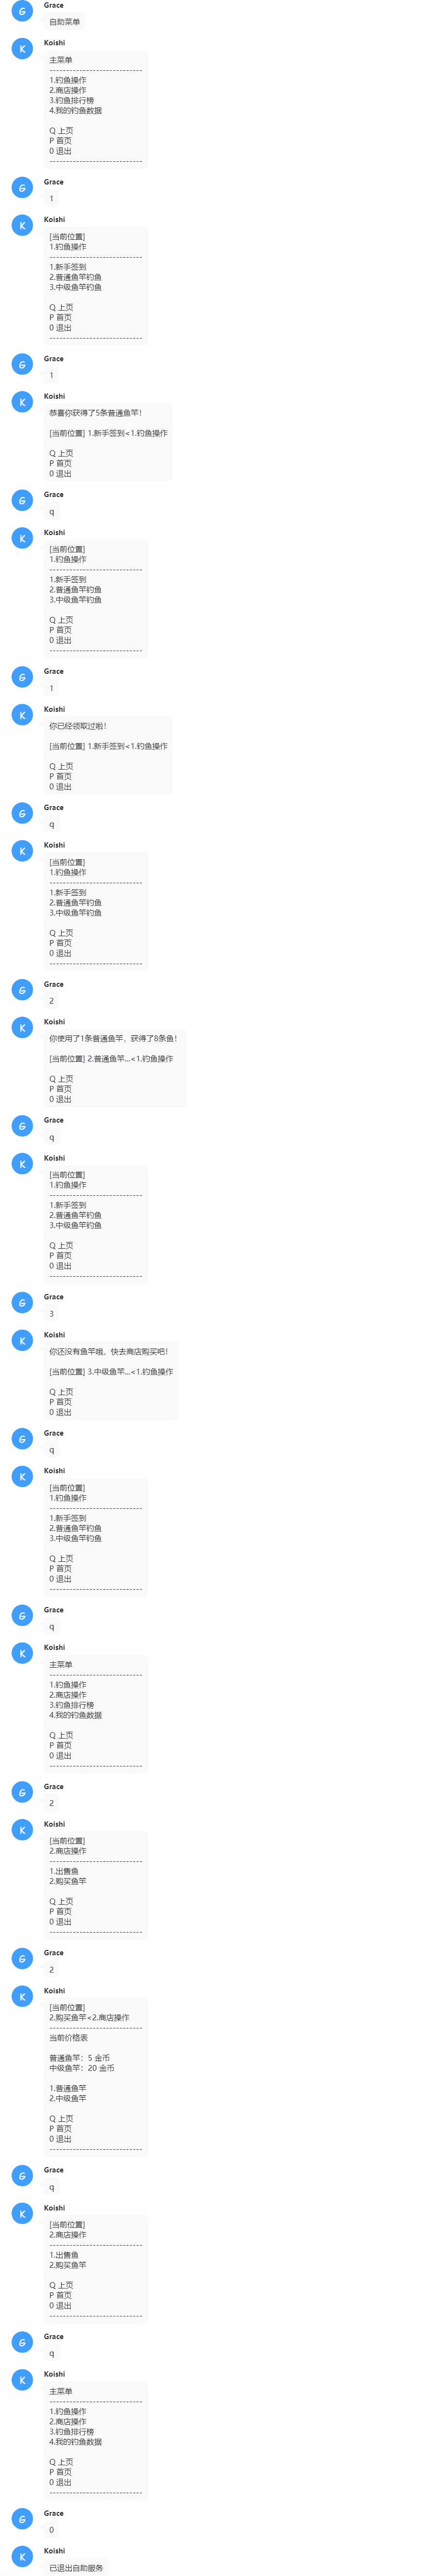 G
Grace
自助菜单
K
Koishi
主菜单
----------------------------
1.钓鱼操作
2.商店操作
3.钓鱼排行榜
4.我的钓鱼数据
Q 上页
P 首页
0 退出
----------------------------
G
Grace
1
K
Koishi
[当前位置]
1.钓鱼操作
----------------------------
1.新手签到
2.普通鱼竿钓鱼
3.中级鱼竿钓鱼
Q 上页
P 首页
0 退出
----------------------------
G
Grace
1
K
Koishi
恭喜你获得了5条普通鱼竿！
[当前位置] 1.新手签到<1.钓鱼操作
Q 上页
P 首页
0 退出
G
Grace
q
K
Koishi
[当前位置]
1.钓鱼操作
----------------------------
1.新手签到
2.普通鱼竿钓鱼
3.中级鱼竿钓鱼
Q 上页
P 首页
0 退出
----------------------------
G
Grace
1
K
Koishi
你已经领取过啦！
[当前位置] 1.新手签到<1.钓鱼操作
Q 上页
P 首页
0 退出
G
Grace
q
K
Koishi
[当前位置]
1.钓鱼操作
----------------------------
1.新手签到
2.普通鱼竿钓鱼
3.中级鱼竿钓鱼
Q 上页
P 首页
0 退出
----------------------------
G
Grace
2
K
Koishi
你使用了1条普通鱼竿，获得了8条鱼！
[当前位置] 2.普通鱼竿...<1.钓鱼操作
Q 上页
P 首页
0 退出
G
Grace
q
K
Koishi
[当前位置]
1.钓鱼操作
----------------------------
1.新手签到
2.普通鱼竿钓鱼
3.中级鱼竿钓鱼
Q 上页
P 首页
0 退出
----------------------------
G
Grace
3
K
Koishi
你还没有鱼竿哦，快去商店购买吧！
[当前位置] 3.中级鱼竿...<1.钓鱼操作
Q 上页
P 首页
0 退出
G
Grace
q
K
Koishi
[当前位置]
1.钓鱼操作
----------------------------
1.新手签到
2.普通鱼竿钓鱼
3.中级鱼竿钓鱼
Q 上页
P 首页
0 退出
----------------------------
G
Grace
q
K
Koishi
主菜单
----------------------------
1.钓鱼操作
2.商店操作
3.钓鱼排行榜
4.我的钓鱼数据
Q 上页
P 首页
0 退出
----------------------------
G
Grace
2
K
Koishi
[当前位置]
2.商店操作
----------------------------
1.出售鱼
2.购买鱼竿
Q 上页
P 首页
0 退出
----------------------------
G
Grace
2
K
Koishi
[当前位置]
2.购买鱼竿<2.商店操作
----------------------------
当前价格表
普通鱼竿：5 金币
中级鱼竿：20 金币
1.普通鱼竿
2.中级鱼竿
Q 上页
P 首页
0 退出
----------------------------
G
Grace
q
K
Koishi
[当前位置]
2.商店操作
----------------------------
1.出售鱼
2.购买鱼竿
Q 上页
P 首页
0 退出
----------------------------
G
Grace
q
K
Koishi
主菜单
----------------------------
1.钓鱼操作
2.商店操作
3.钓鱼排行榜
4.我的钓鱼数据
Q 上页
P 首页
0 退出
----------------------------
G
Grace
0
K
Koishi
已退出自助服务